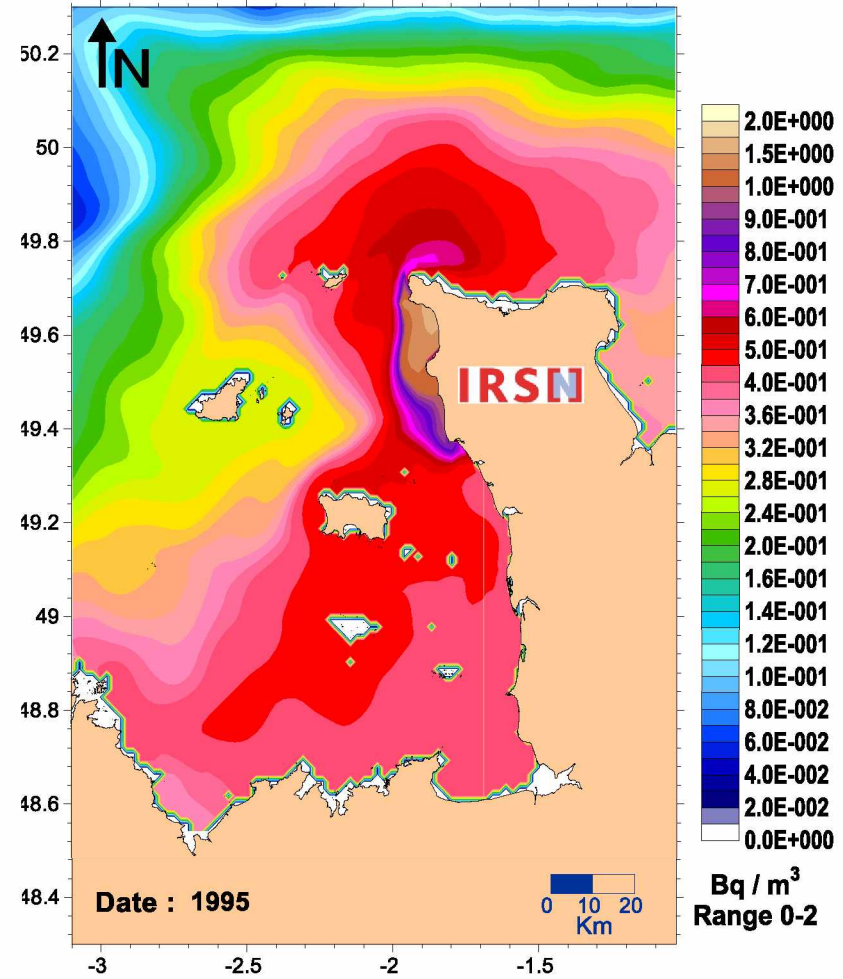 N
50.2
50
49.8
49.6
49.4
49.2
49
48.8
48.6
48.4
-3
-2.5
-2
-1.5
IRSN
Date : 1995
0 10 20
Km
2.0E+000
1.5E+000
1.0E+000
9.0E-001
8.0E-001
7.0E-001
6.0E-001
5.0E-001
4.0E-001
3.6E-001
3.2E-001
2.8E-001
2.4E-001
2.0E-001
1.6E-001
1.4E-001
1.2E-001
1.0E-001
8.0E-002
6.0E-002
4.0E-002
2.0E-002
0.0E+000
Bq / m³
Range 0-2